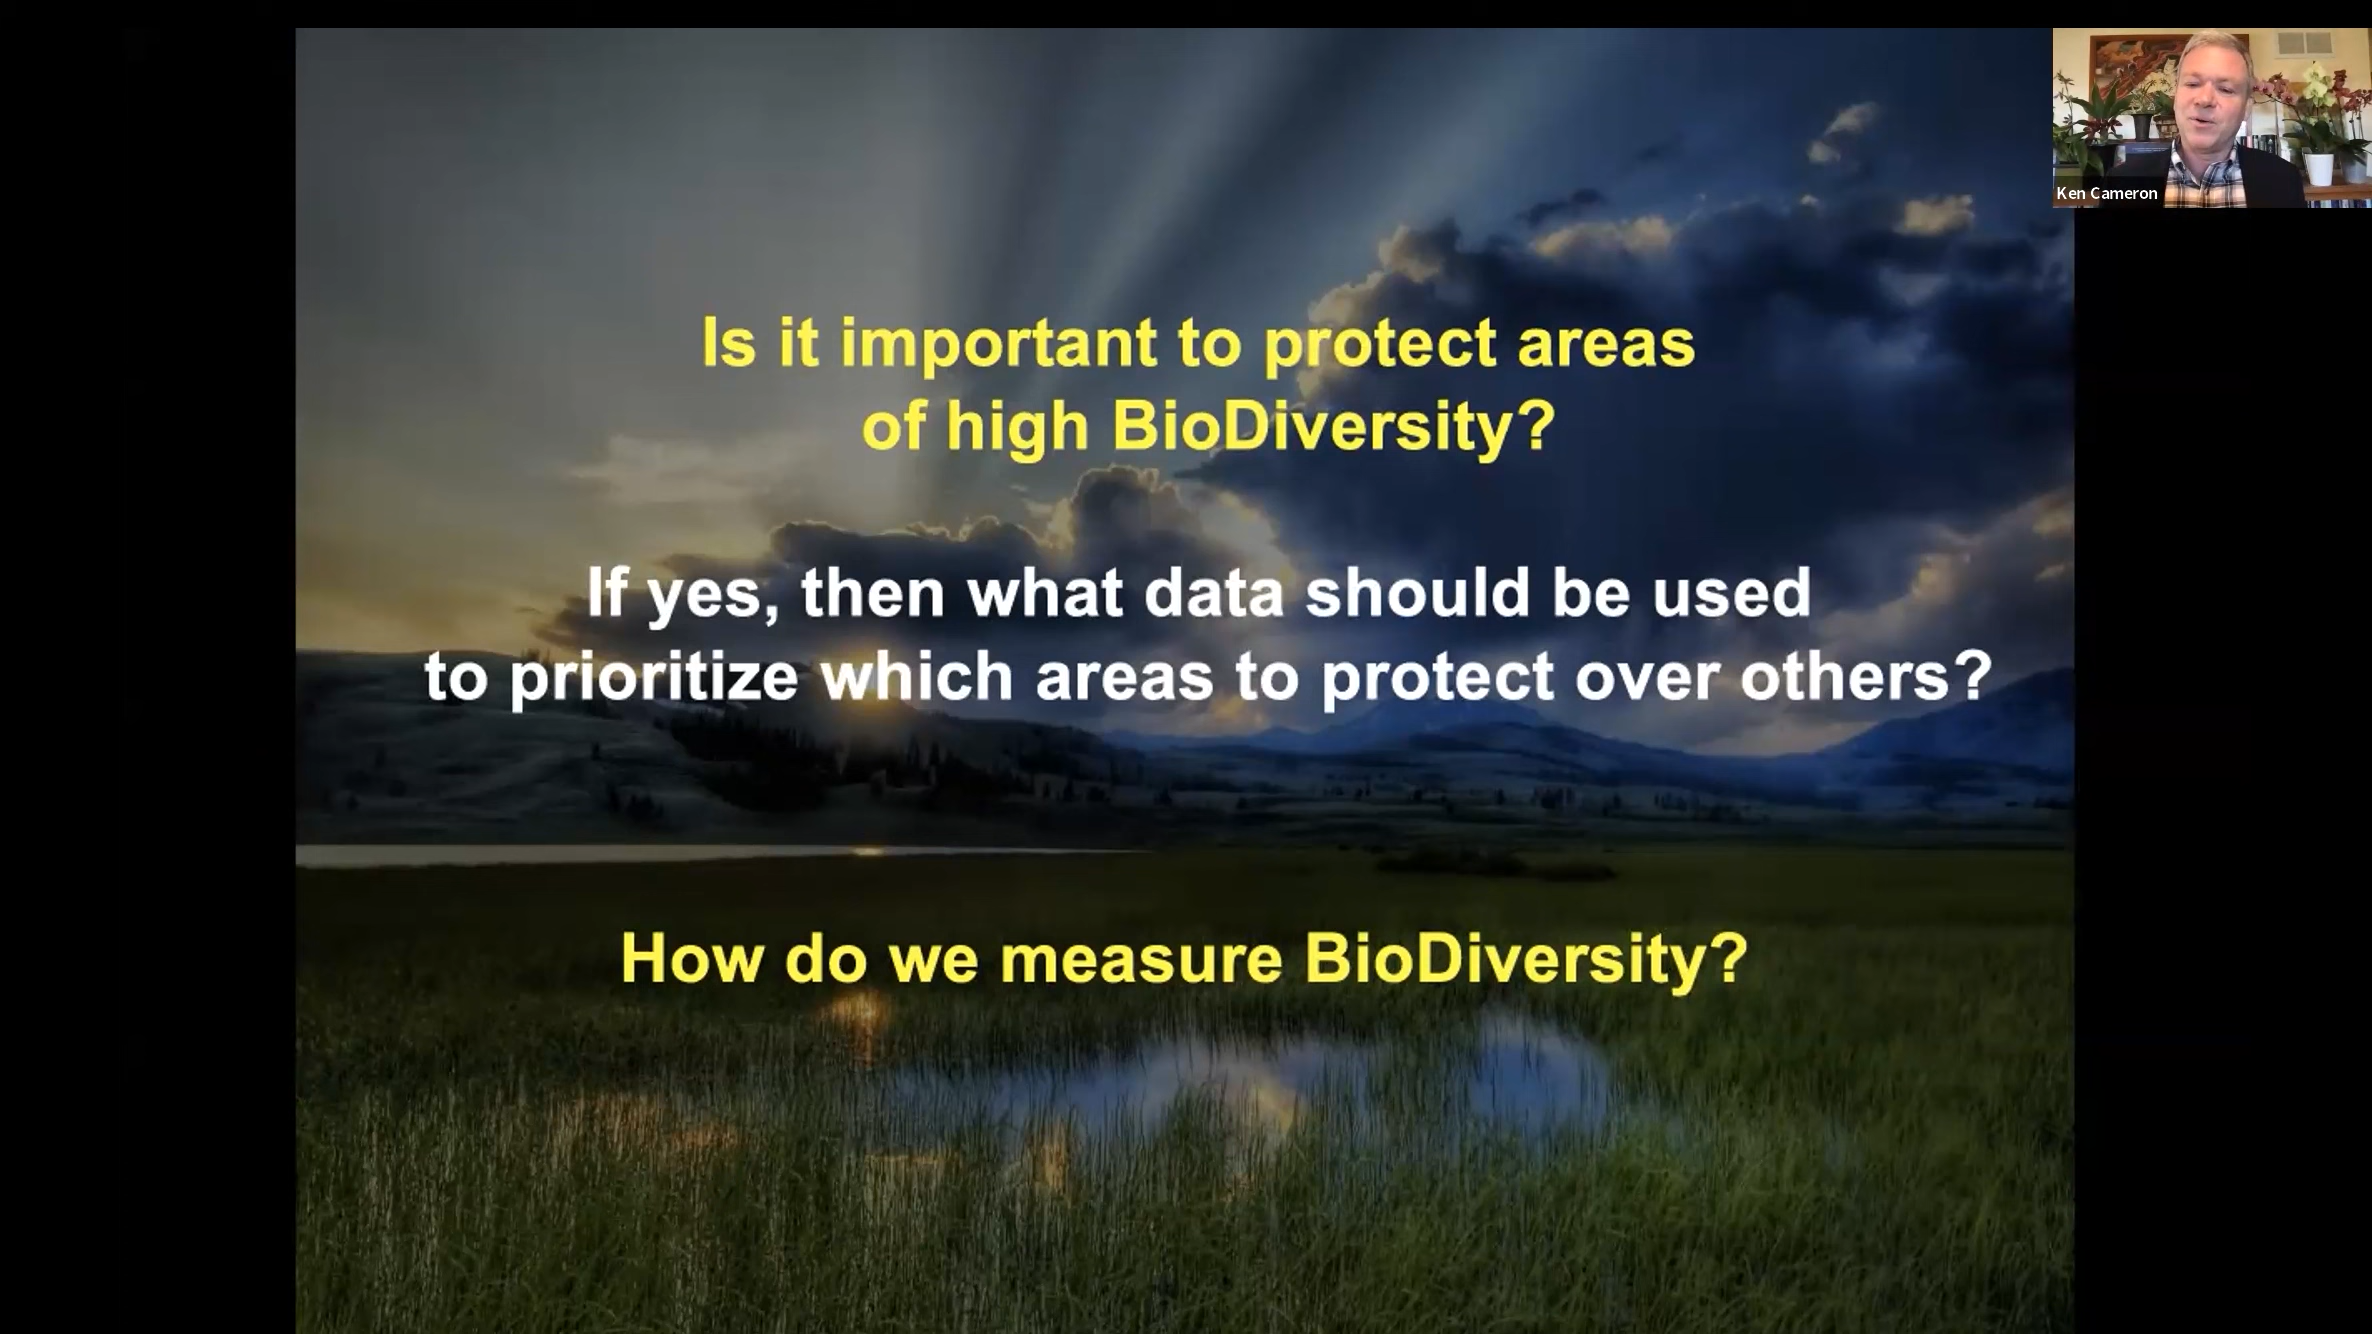 Is it important to protect areas
of high BioDiversity?
If yes, then what data should be used
to prioritize which areas to protect over others?
How do we measure BioDiversity?
Ken Cameron